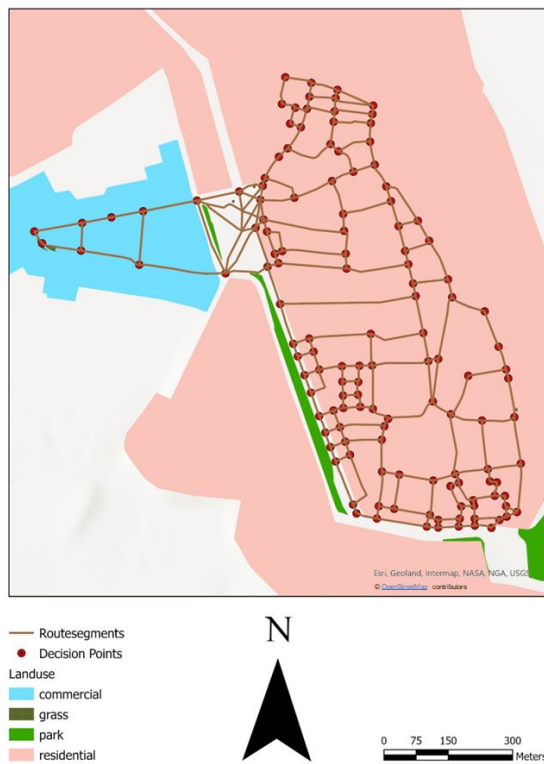 Esri, Geoland, Intermap, NASA, NGA, USGS
© OpenStreetMap contributors
Routesegments
Decision Points
Landuse
commercial
grass
park
residential
N
0 75 150 300
Meters